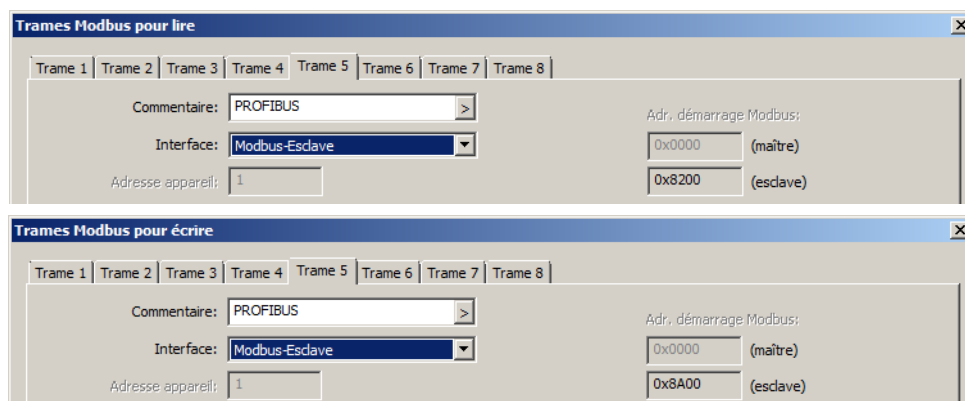 Trames Modbus pour lire
Trame 1 Trame 2 Trame 3 Trame 4 Trame 5 Trame 6 Trame 7 Trame 8
Commentaire: PROFIBUS >
Adr. démarrage Modbus:
Interface: Modbus-Esclave 0x0000 (maître)
Adresse appareil: 1 0x8200 (esclave)
Trames Modbus pour écrire
Trame 1 Trame 2 Trame 3 Trame 4 Trame 5 Trame 6 Trame 7 Trame 8
Commentaire: PROFIBUS >
Adr. démarrage Modbus:
Interface: Modbus-Esclave 0x0000 (maître)
Adresse appareil: 1 0x8A00 (esclave)